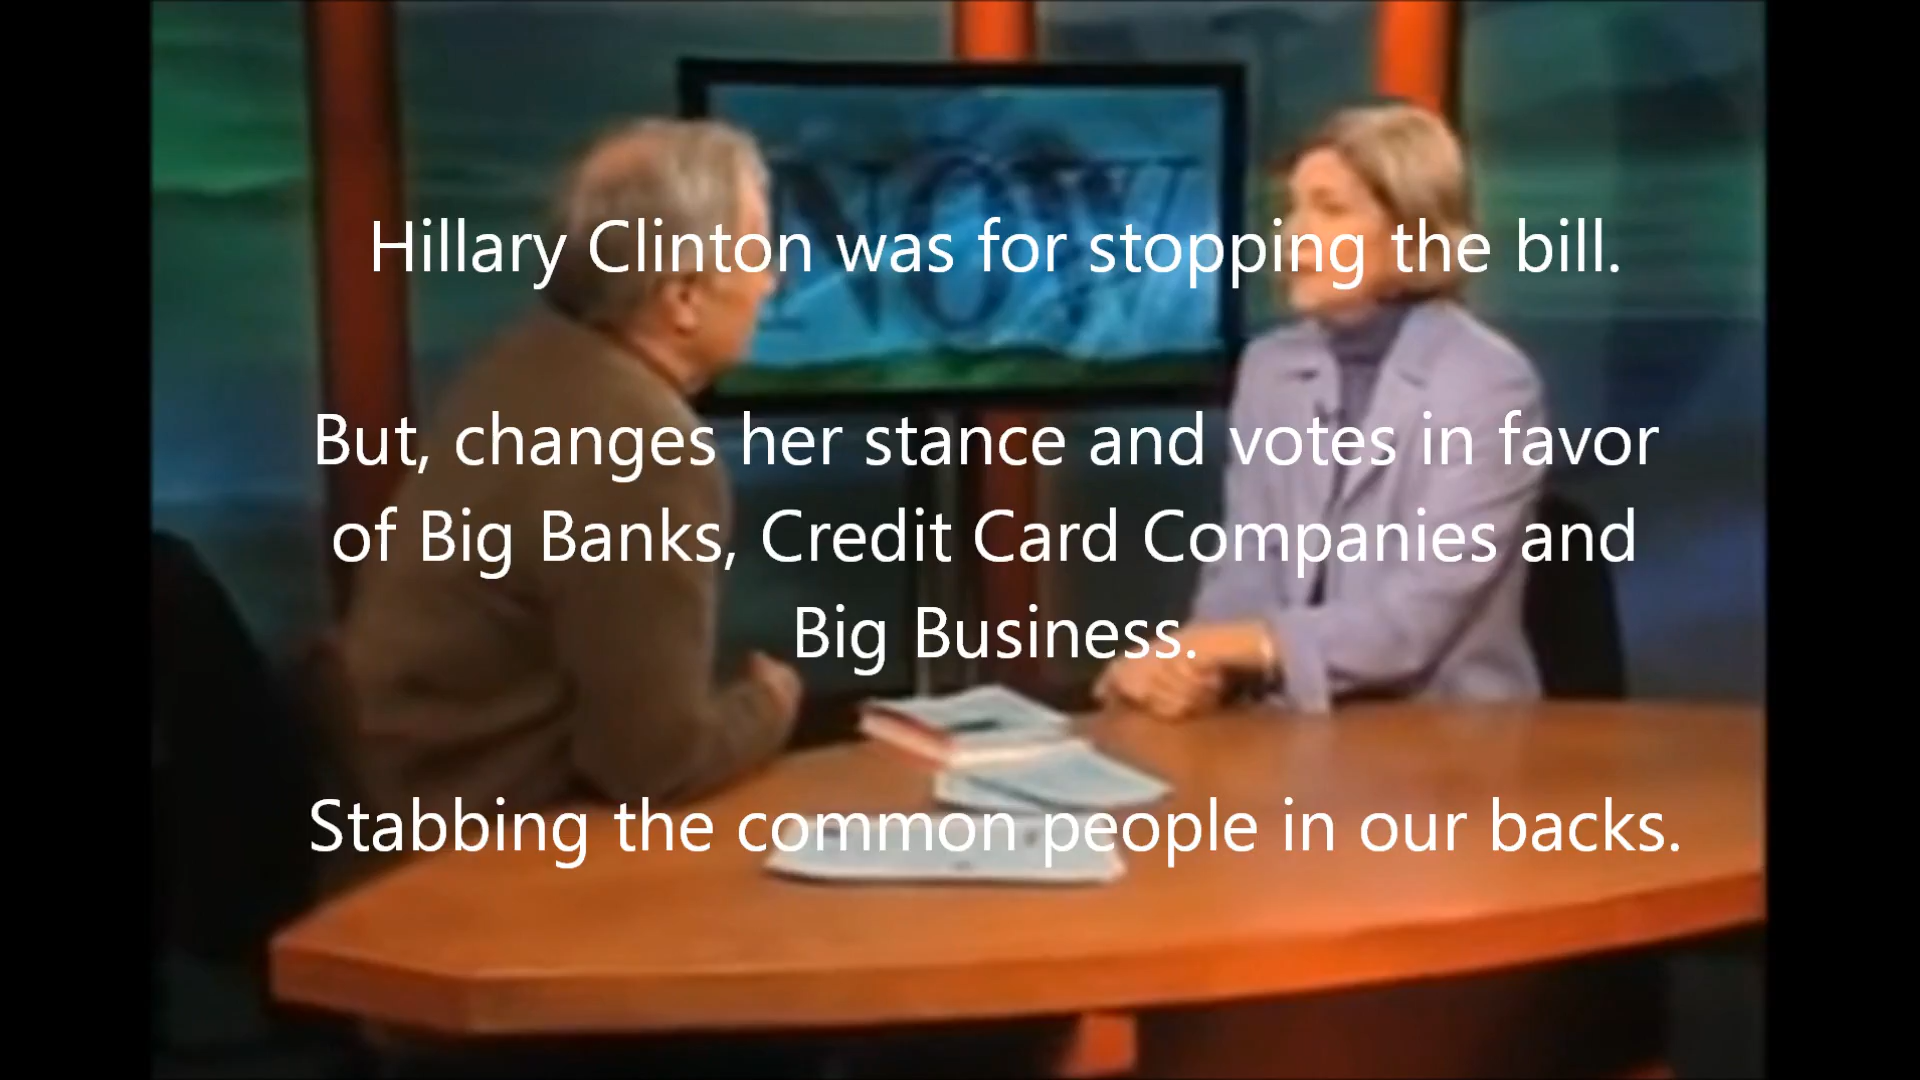 NOW
Hillary Clinton was for stopping the bill.
But, changes her stance and votes in favor
of Big Banks, Credit Card Companies and
Big Business.
Stabbing the common people in our backs.